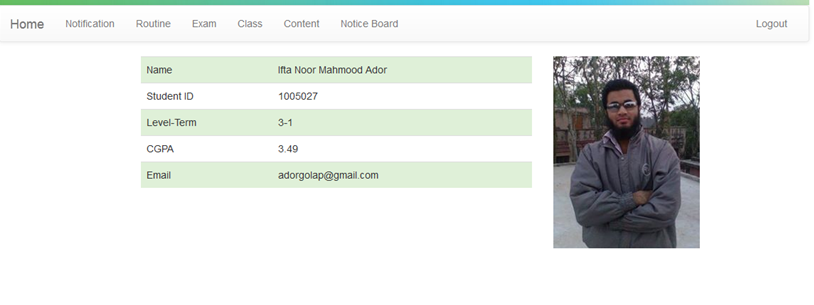 Home Notification Routine Exam Class Content Notice Board Logout
Name Ifta Noor Mahmood Ador
Student ID 1005027
Level-Term 3-1
CGPA 3.49
Email adorgolap@gmail.com